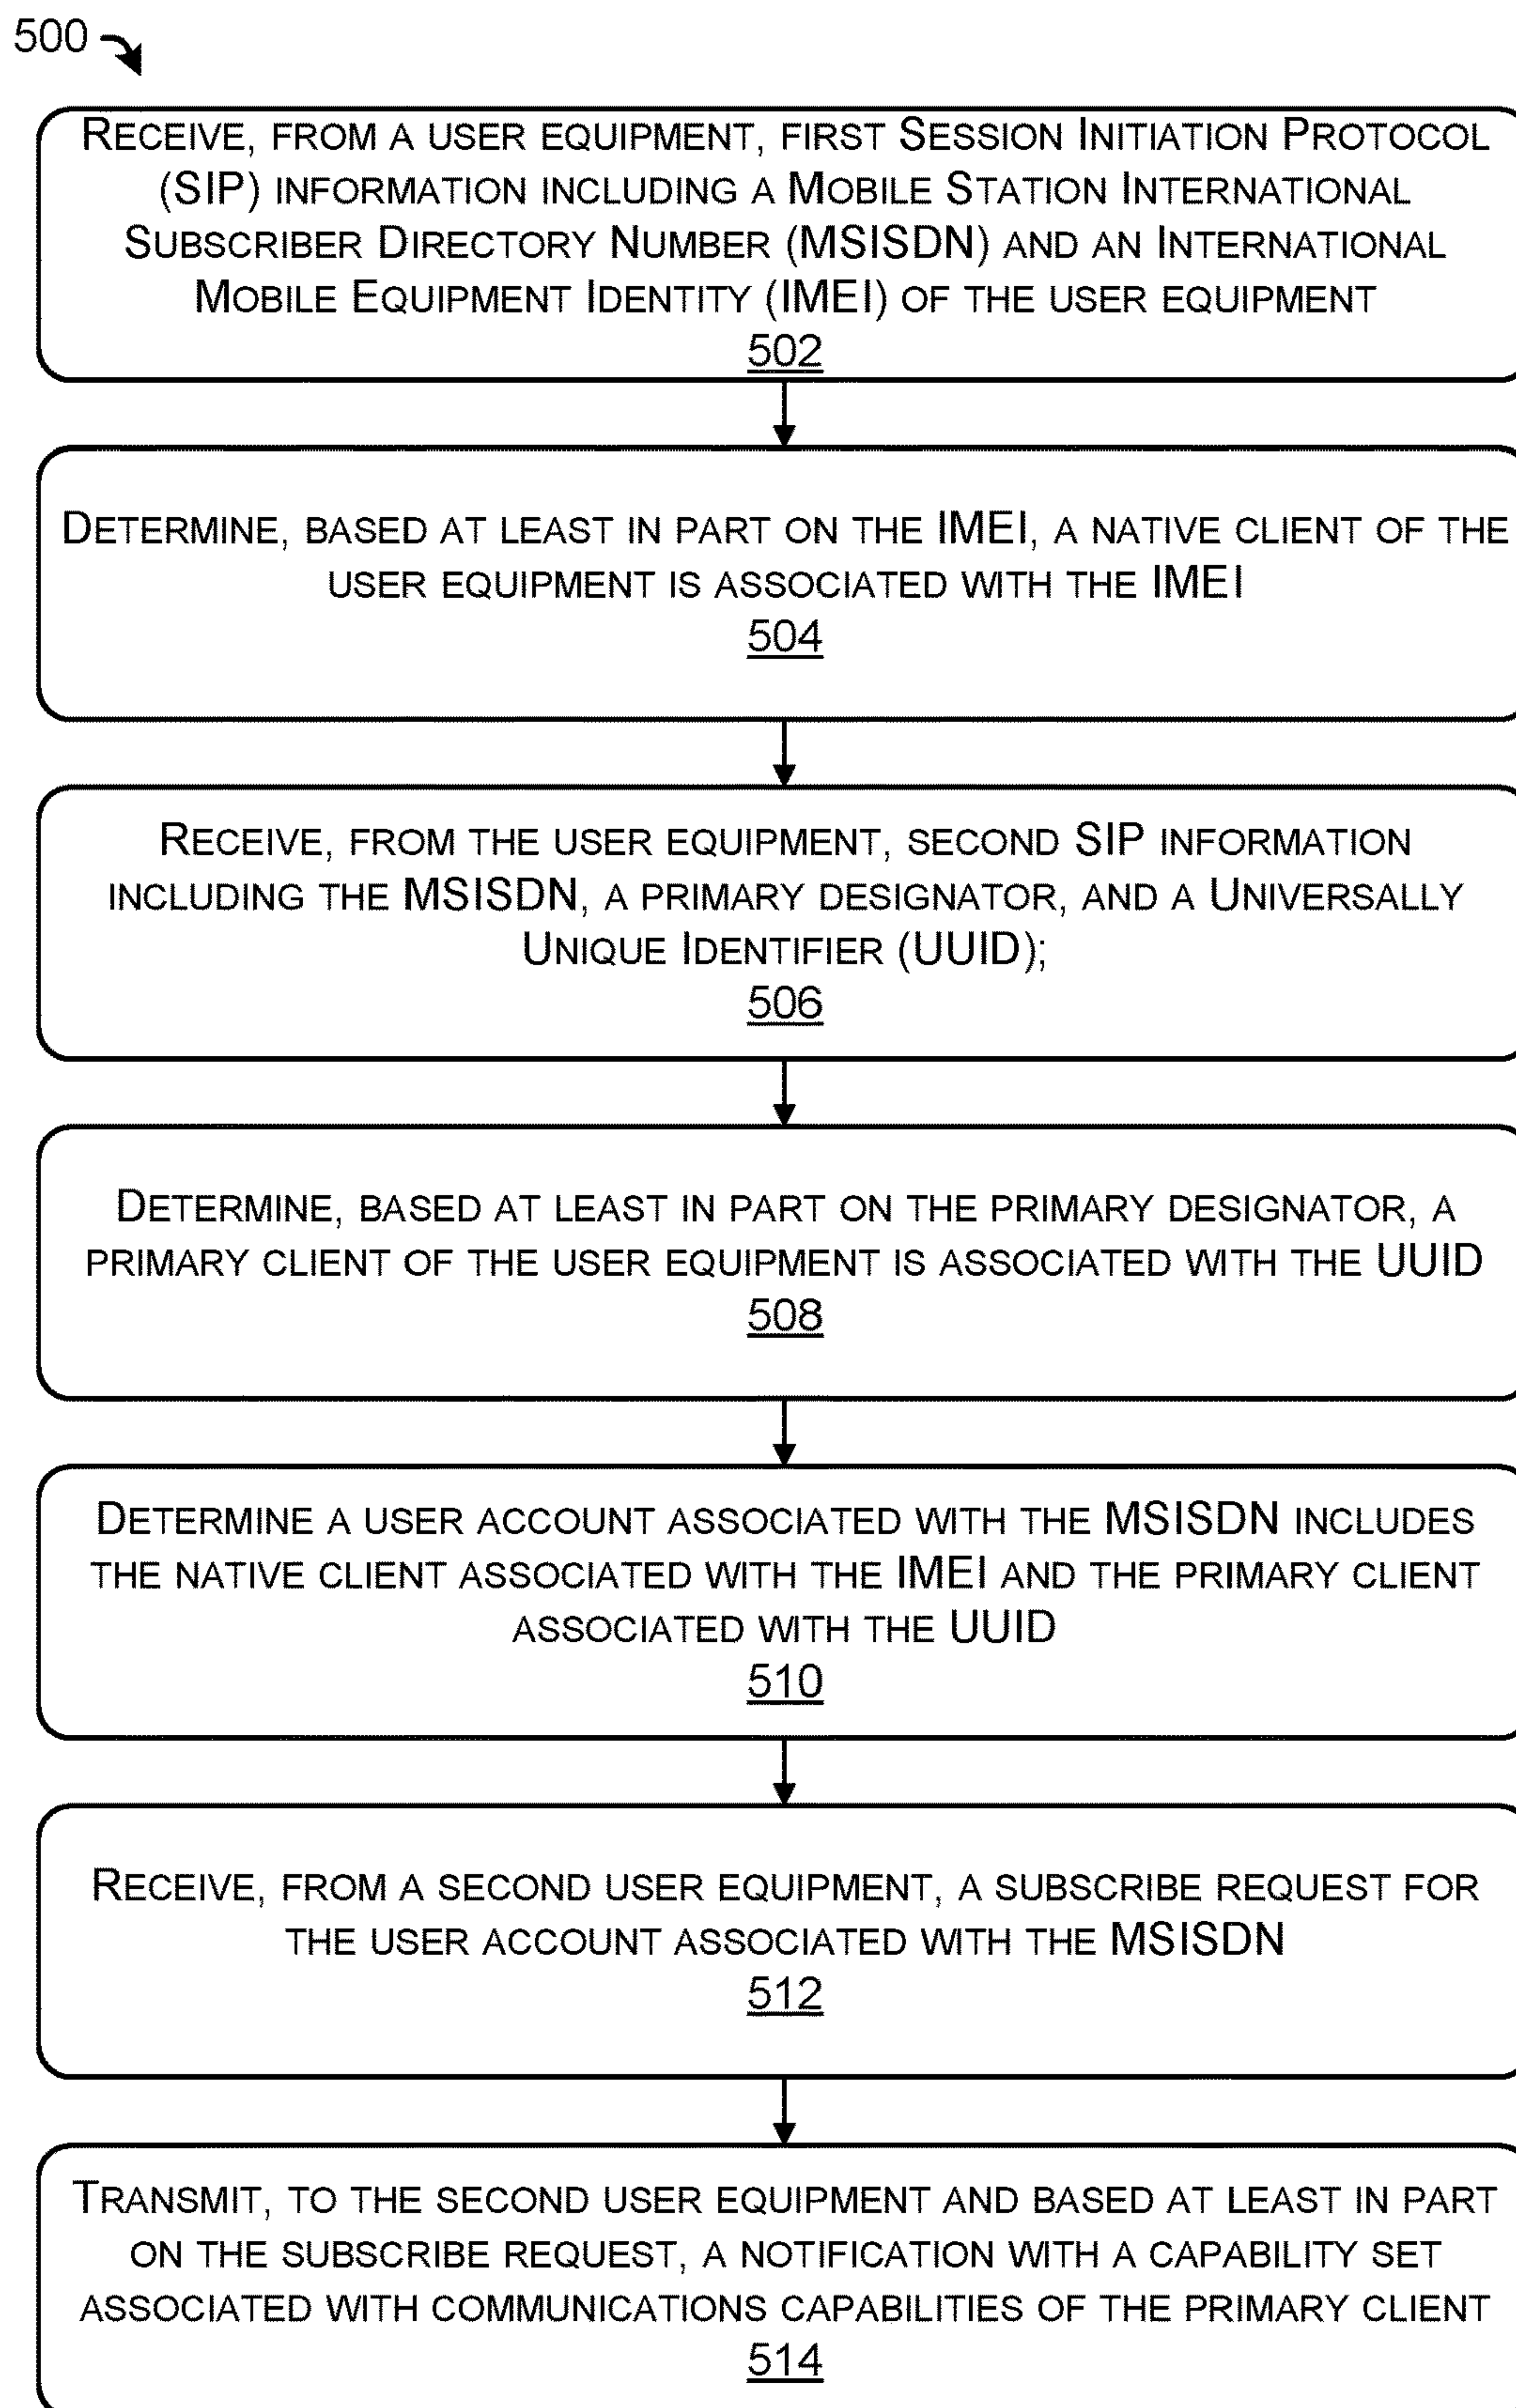 500
RECEIVE, FROM A USER EQUIPMENT, FIRST SESSION INITIATION PROTOCOL
(SIP) INFORMATION INCLUDING A MOBILE STATION INTERNATIONAL
SUBSCRIBER DIRECTORY NUMBER (MSISDN) AND AN INTERNATIONAL
MOBILE EQUIPMENT IDENTITY (IMEI) OF THE USER EQUIPMENT
502
DETERMINE, BASED AT LEAST IN PART ON THE IMEI, A NATIVE CLIENT OF THE
USER EQUIPMENT IS ASSOCIATED WITH THE IMEI
504
RECEIVE, FROM THE USER EQUIPMENT, SECOND SIP INFORMATION
INCLUDING THE MSISDN, A PRIMARY DESIGNATOR, AND A UNIVERSALLY
UNIQUE IDENTIFIER (UUID);
506
DETERMINE, BASED AT LEAST IN PART ON THE PRIMARY DESIGNATOR, A
PRIMARY CLIENT OF THE USER EQUIPMENT IS ASSOCIATED WITH THE UUID
508
DETERMINE A USER ACCOUNT ASSOCIATED WITH THE MSISDN INCLUDES
THE NATIVE CLIENT ASSOCIATED WITH THE IMEI AND THE PRIMARY CLIENT
ASSOCIATED WITH THE UUID
510
RECEIVE, FROM A SECOND USER EQUIPMENT, A SUBSCRIBE REQUEST FOR
THE USER ACCOUNT ASSOCIATED WITH THE MSISDN
512
TRANSMIT, TO THE SECOND USER EQUIPMENT AND BASED AT LEAST IN PART
ON THE SUBSCRIBE REQUEST, A NOTIFICATION WITH A CAPABILITY SET
ASSOCIATED WITH COMMUNICATIONS CAPABILITIES OF THE PRIMARY CLIENT
514